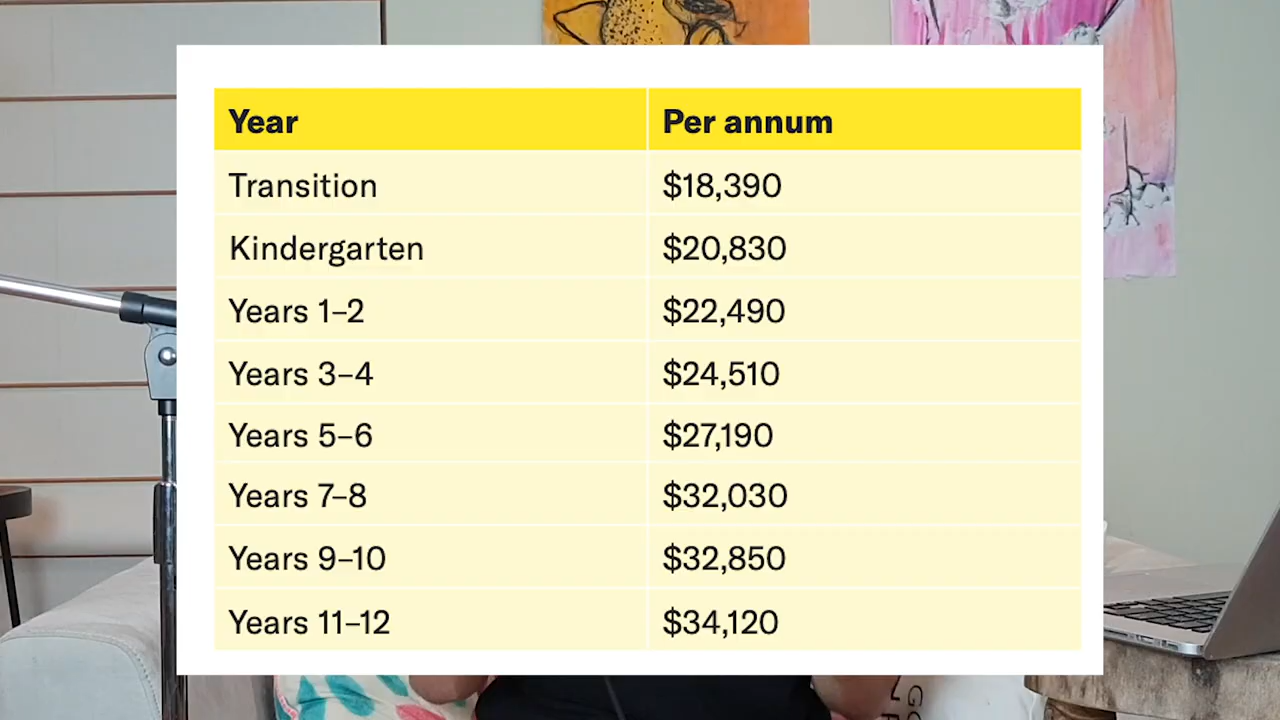 Year Per annum
Transition $18,390
Kindergarten $20,830
Years 1–2 $22,490
Years 3–4 $24,510
Years 5–6 $27,190
Years 7–8 $32,030
Years 9–10 $32,850
Years 11–12 $34,120